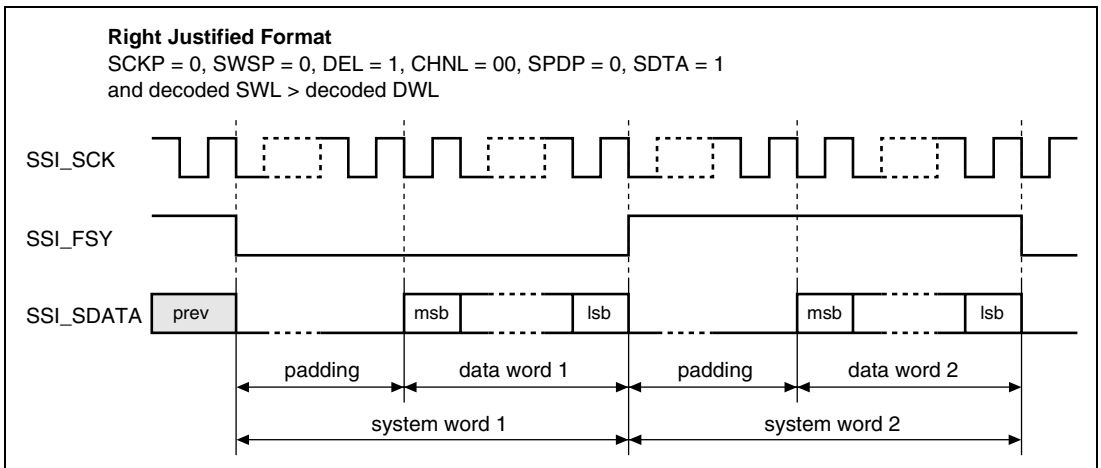 Right Justified Format
SCKP = 0, SWSP = 0, DEL = 1, CHNL = 00, SPDP = 0, SDTA = 1
and decoded SWL > decoded DWL
SSI_SCK
SSI_FSY
SSI_SDATA
prev
msb
lsb
msb
lsb
padding
data word 1
padding
data word 2
system word 1
system word 2